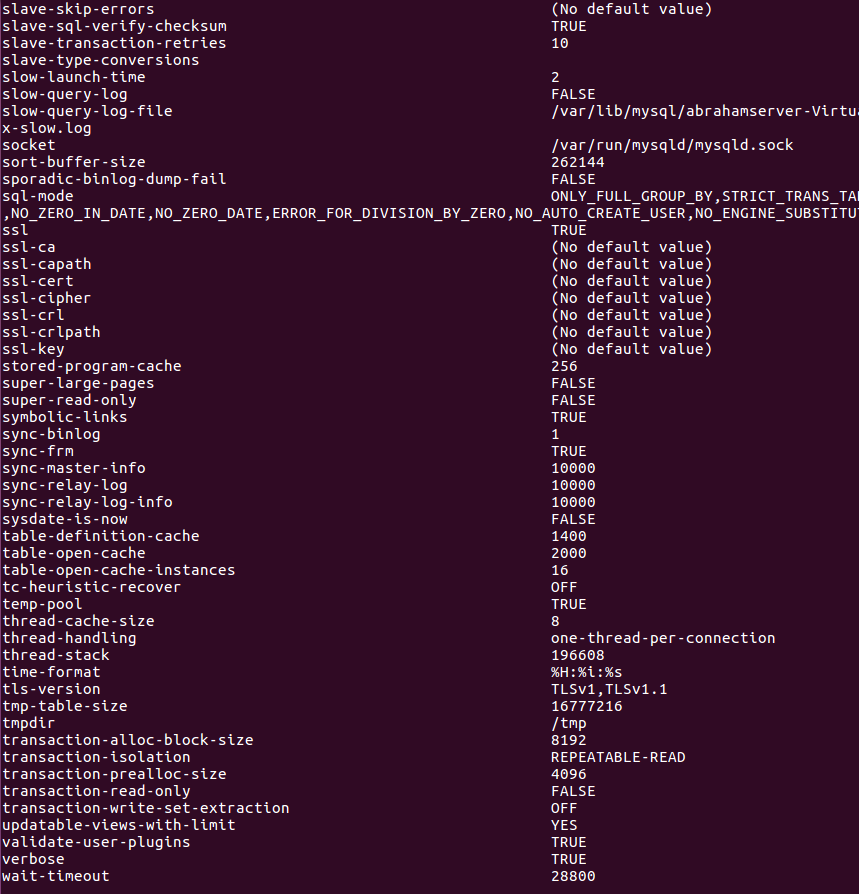 slave-skip-errors (No default value)
slave-sql-verify-checksum TRUE
slave-transaction-retries 10
slave-type-conversions
slow-launch-time 2
slow-query-log FALSE
slow-query-log-file /var/lib/mysql/abrahamserver-Virtua
x-slow.log
socket /var/run/mysqld/mysqld.sock
sort-buffer-size 262144
sporadic-binlog-dump-fail FALSE
sql-mode ONLY_FULL_GROUP_BY,STRICT_TRANS_TAB
,NO_ZERO_IN_DATE,NO_ZERO_DATE,ERROR_FOR_DIVISION_BY_ZERO,NO_AUTO_CREATE_USER,NO_ENGINE_SUBSTITUT
ssl TRUE
ssl-ca (No default value)
ssl-capath (No default value)
ssl-cert (No default value)
ssl-cipher (No default value)
ssl-crl (No default value)
ssl-crlpath (No default value)
ssl-key (No default value)
stored-program-cache 256
super-large-pages FALSE
super-read-only FALSE
symbolic-links TRUE
sync-binlog 1
sync-frm TRUE
sync-master-info 10000
sync-relay-log 10000
sync-relay-log-info 10000
sysdate-is-now FALSE
table-definition-cache 1400
table-open-cache 2000
table-open-cache-instances 16
tc-heuristic-recover OFF
temp-pool TRUE
thread-cache-size 8
thread-handling one-thread-per-connection
thread-stack 196608
time-format %H:%i:%s
tls-version TLSv1,TLSv1.1
tmp-table-size 16777216
tmpdir /tmp
transaction-alloc-block-size 8192
transaction-isolation REPEATABLE-READ
transaction-prealloc-size 4096
transaction-read-only FALSE
transaction-write-set-extraction OFF
updatable-views-with-limit YES
validate-user-plugins TRUE
verbose TRUE
wait-timeout 28800